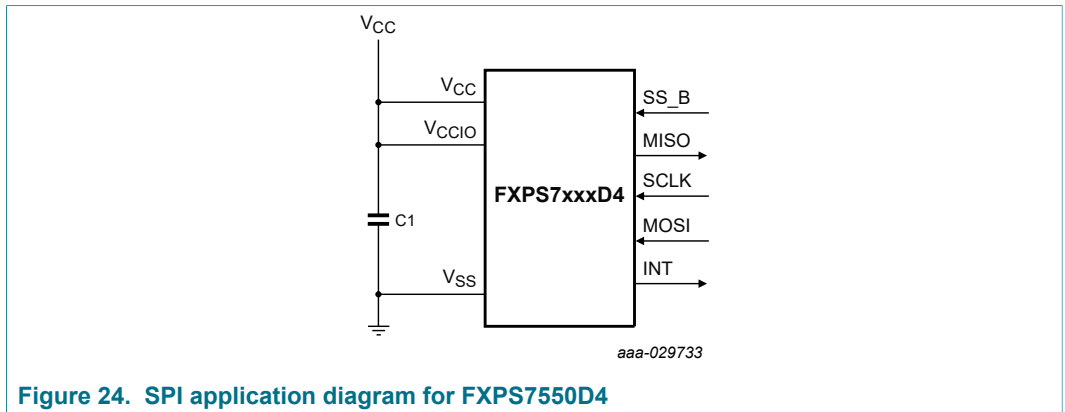 VCC
VCC
VCCIO
C1
VSS
FXPS7xxxD4
SS_B
MISO
SCLK
MOSI
INT
aaa-029733
Figure 24. SPI application diagram for FXPS7550D4